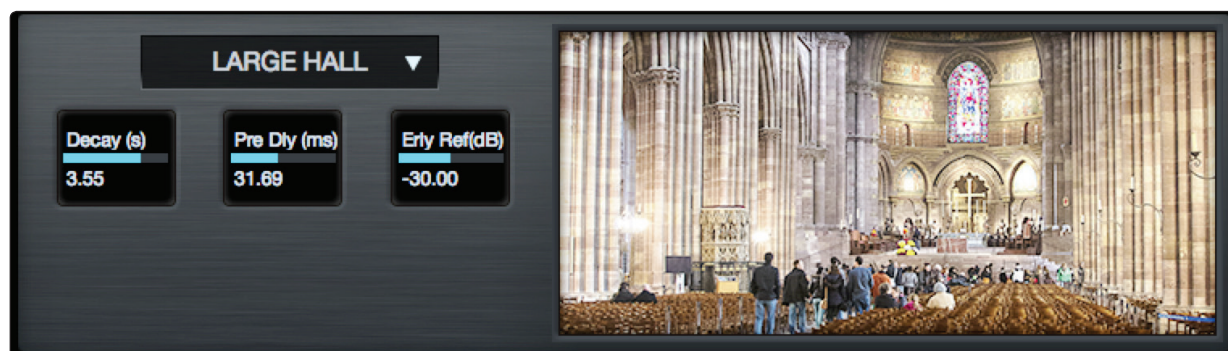 LARGE HALL ▼
Decay (s)
3.55
Pre Dly (ms)
31.69
Erly Ref(dB)
-30.00